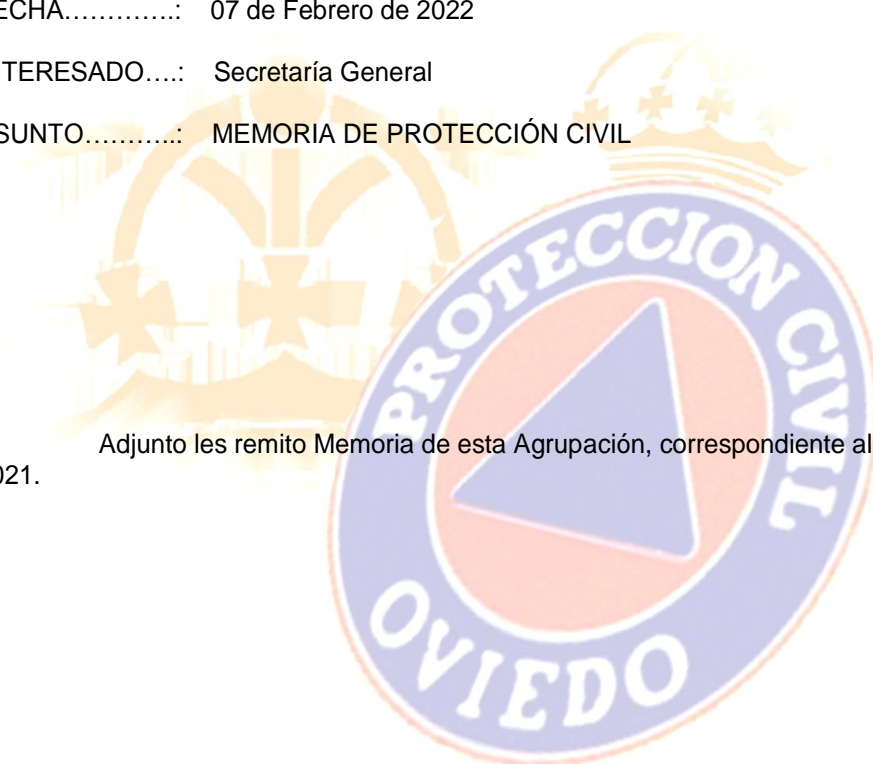 ECHA………….: 07 de Febrero de 2022
TERESADO….: Secretaría General
SUNTO………..: MEMORIA DE PROTECCIÓN CIVIL
PROTECCION CIVIL
Adjunto les remito Memoria de esta Agrupación, correspondiente al
021.
OVIEDO